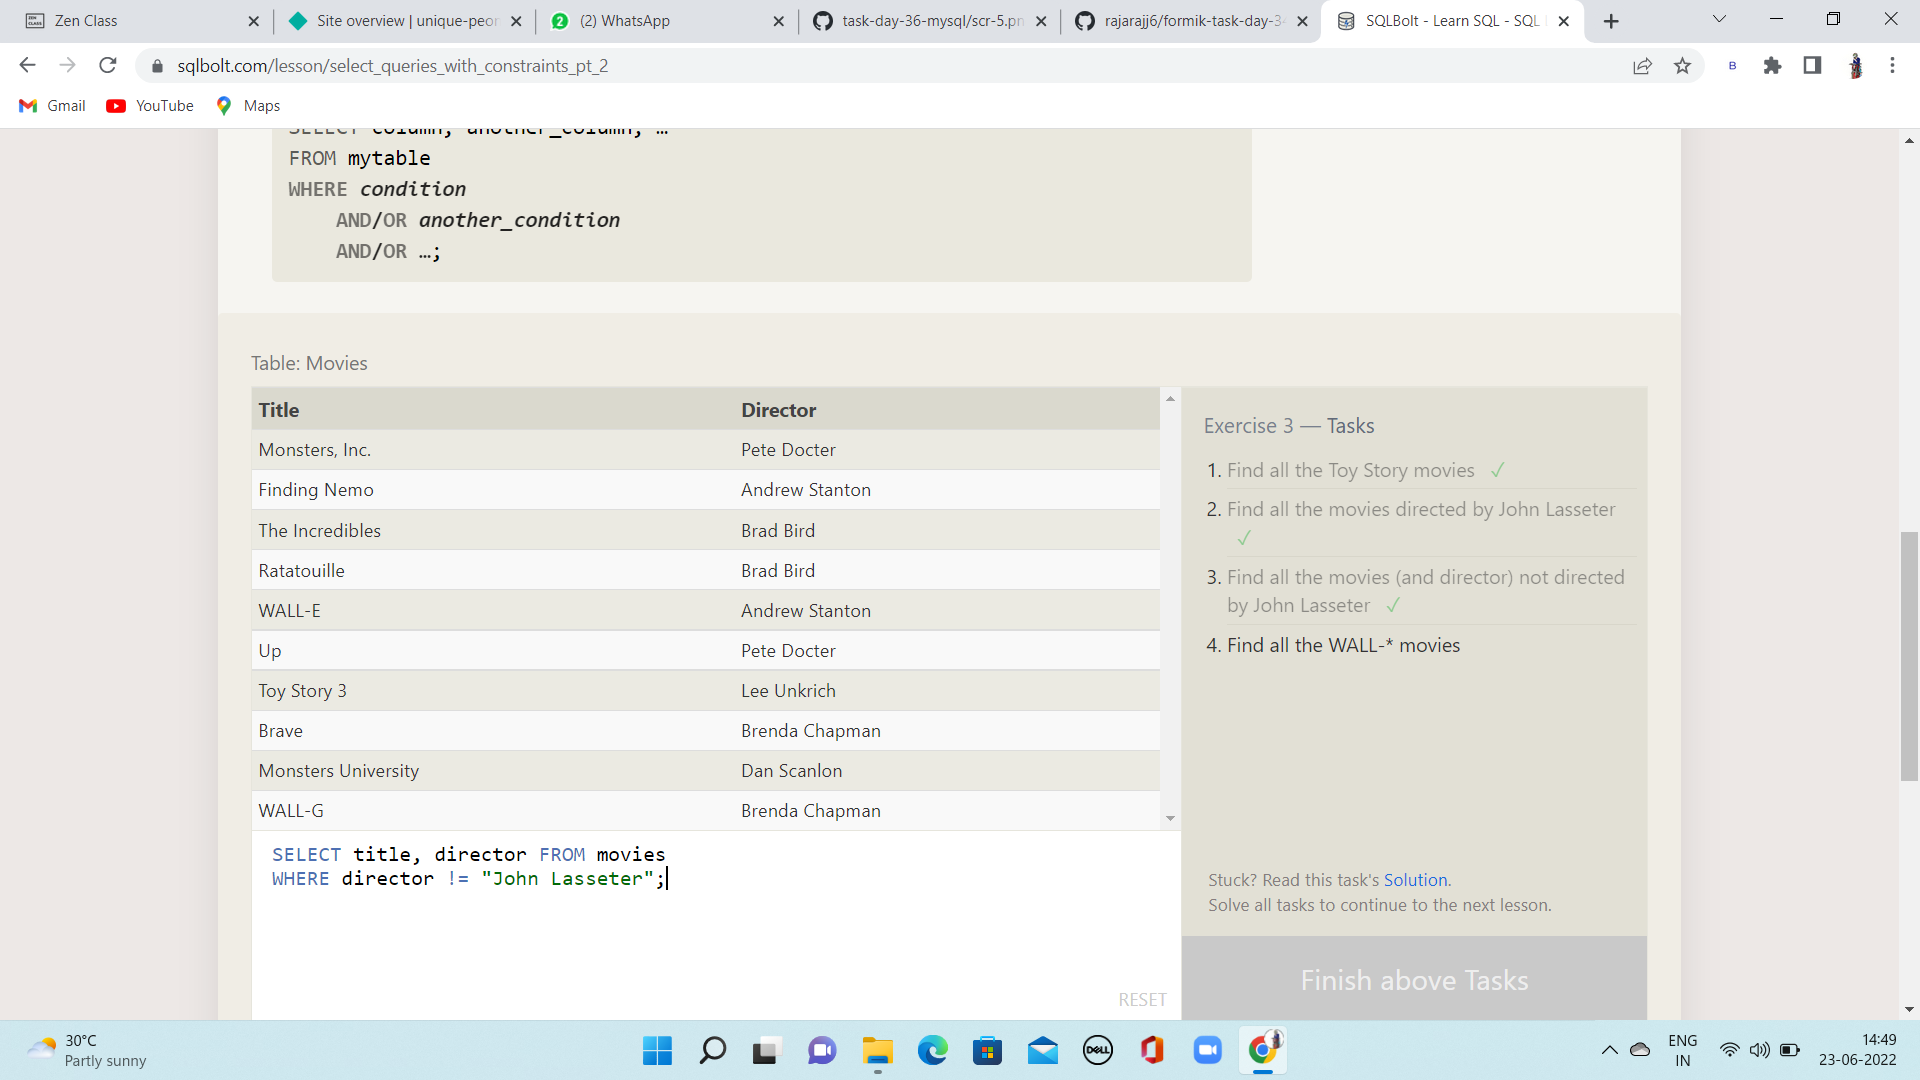 Zen Class
Site overview | unique-peor
(2) WhatsApp
task-day-36-mysql/scr-5.pn
rajarajj6/formik-task-day-34
SQLBolt - Learn SQL - SQL
sqlbolt.com/lesson/select_queries_with_constraints_pt_2
B
Gmail
YouTube
Maps
SELECT column, another_column, …
FROM mytable
WHERE condition
AND/OR another_condition
AND/OR …;
Table: Movies
Title Director
Monsters, Inc. Pete Docter
Finding Nemo Andrew Stanton
The Incredibles Brad Bird
Ratatouille Brad Bird
WALL-E Andrew Stanton
Up Pete Docter
Toy Story 3 Lee Unkrich
Brave Brenda Chapman
Monsters University Dan Scanlon
WALL-G Brenda Chapman
SELECT title, director FROM movies
WHERE director != "John Lasseter";
RESET
Exercise 3 — Tasks
1. Find all the Toy Story movies ✓
2. Find all the movies directed by John Lasseter
✓
3. Find all the movies (and director) not directed
by John Lasseter ✓
4. Find all the WALL-* movies
Stuck? Read this task's Solution.
Solve all tasks to continue to the next lesson.
Finish above Tasks
30°C
Partly sunny
DELL
ENG
IN
14:49
23-06-2022